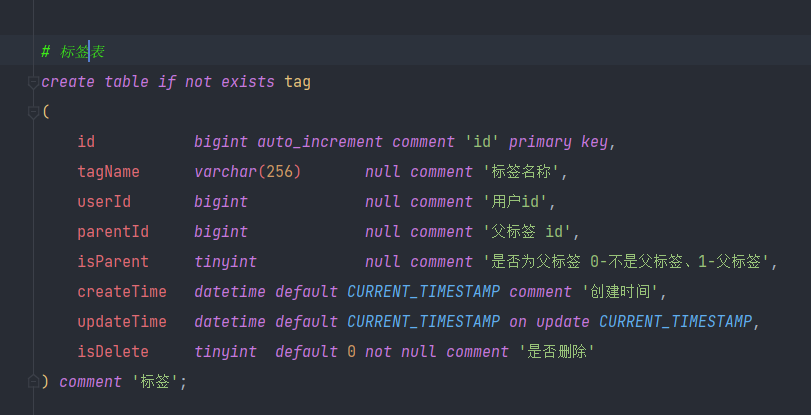 # 标签表
create table if not exists tag
(
id bigint auto_increment comment 'id' primary key,
tagName varchar(256) null comment '标签名称',
userId bigint null comment '用户id',
parentId bigint null comment '父标签 id',
isParent tinyint null comment '是否为父标签 0-不是父标签、1-父标签',
createTime datetime default CURRENT_TIMESTAMP comment '创建时间',
updateTime datetime default CURRENT_TIMESTAMP on update CURRENT_TIMESTAMP,
isDelete tinyint default 0 not null comment '是否删除'
) comment '标签';